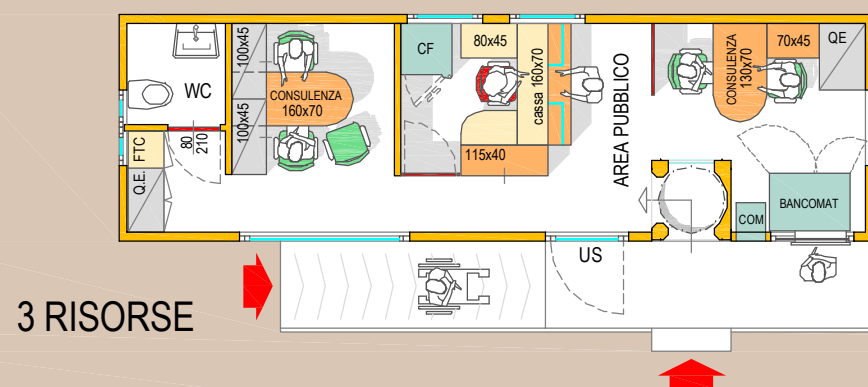 WC
100x45
100x45
CONSULENZA
160x70
CF
80x45
cassa 160x70
115x40
AREA PUBBLICO
CONSULENZA
130x70
70x45
QE
80
210
FTC
Q.E.
COM
BANCOMAT
US
3 RISORSE